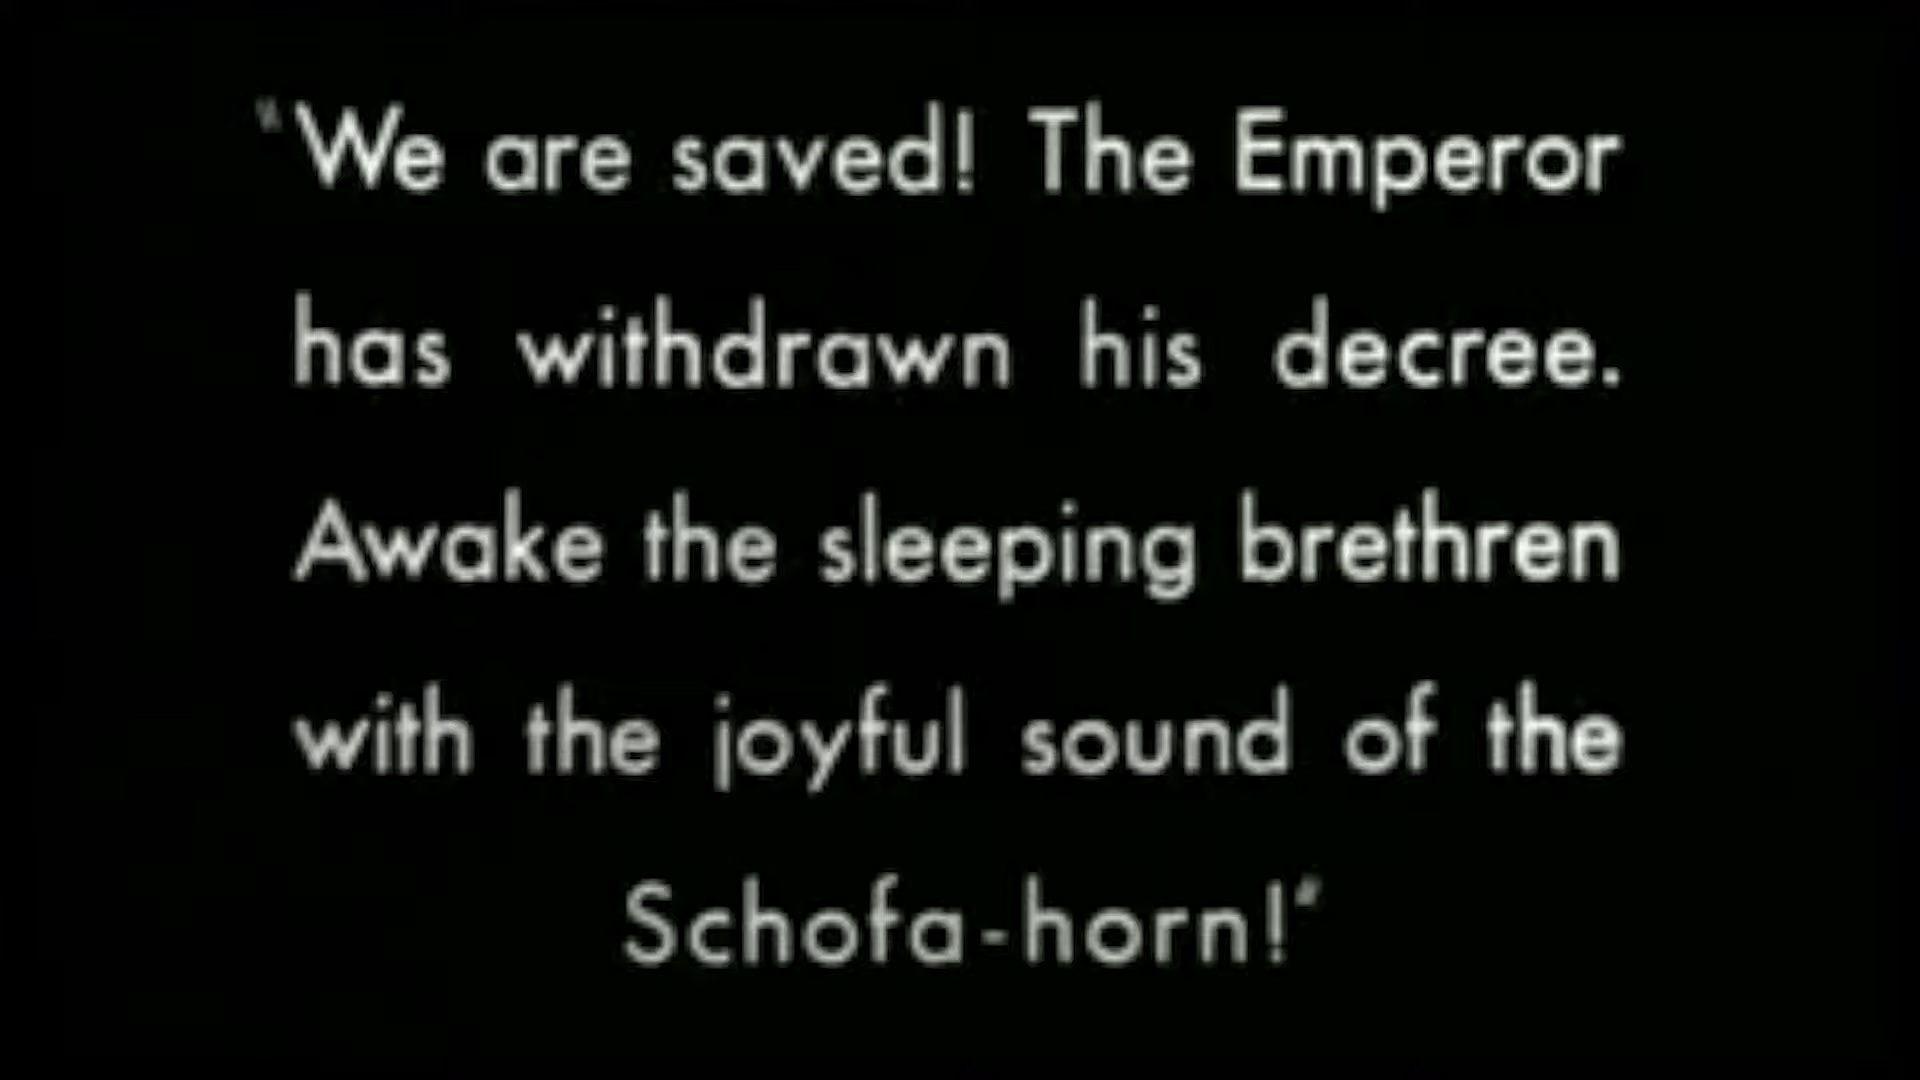 "We are saved! The Emperor
has withdrawn his decree.
Awake the sleeping brethren
with the joyful sound of the
Schofa-horn!"